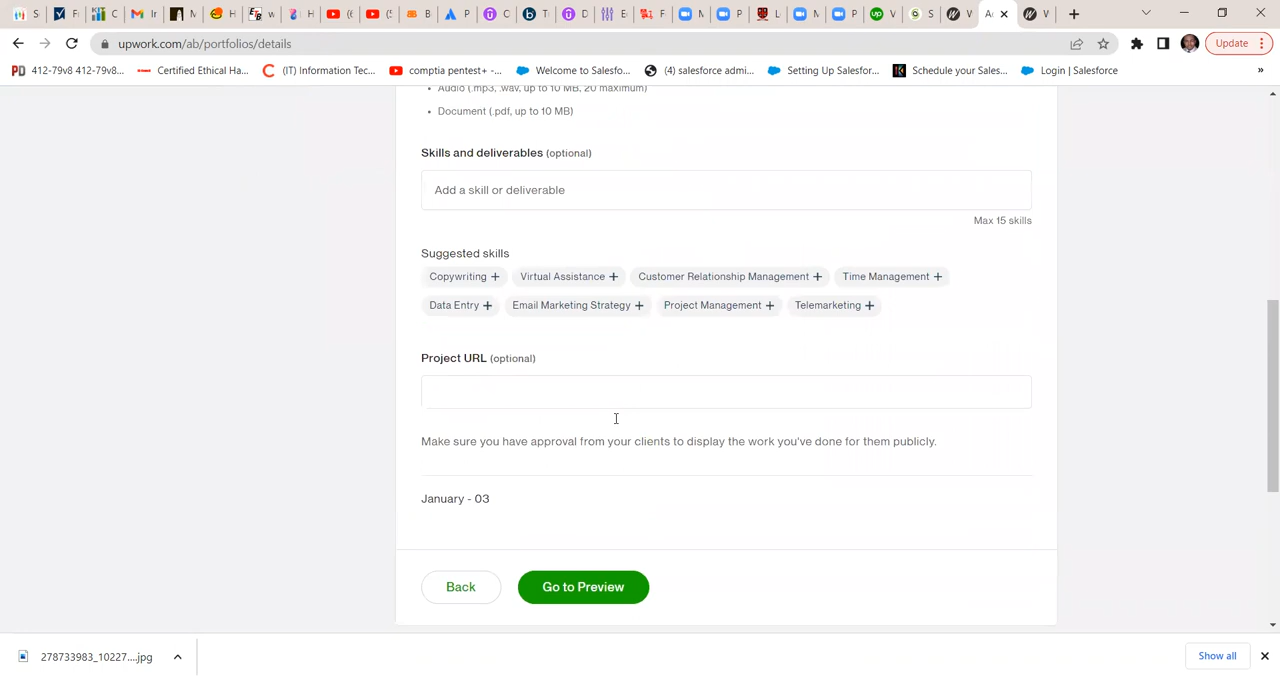 upwork.com/ab/portfolios/details
Update
412-79v8 412-79v8...
Certified Ethical Ha...
(IT) Information Tec...
comptia pentest+ -...
Welcome to Salesfo...
(4) salesforce admi...
Setting Up Salesfor...
Schedule your Sales...
Login | Salesforce
»
• Audio (.mp3, .wav, up to 10 MB, 20 maximum)
• Document (.pdf, up to 10 MB)
Skills and deliverables (optional)
Add a skill or deliverable
Max 15 skills
Suggested skills
Copywriting + Virtual Assistance + Customer Relationship Management + Time Management +
Data Entry + Email Marketing Strategy + Project Management + Telemarketing +
Project URL (optional)
Make sure you have approval from your clients to display the work you've done for them publicly.
January - 03
Back
Go to Preview
278733983_10227....jpg
Show all